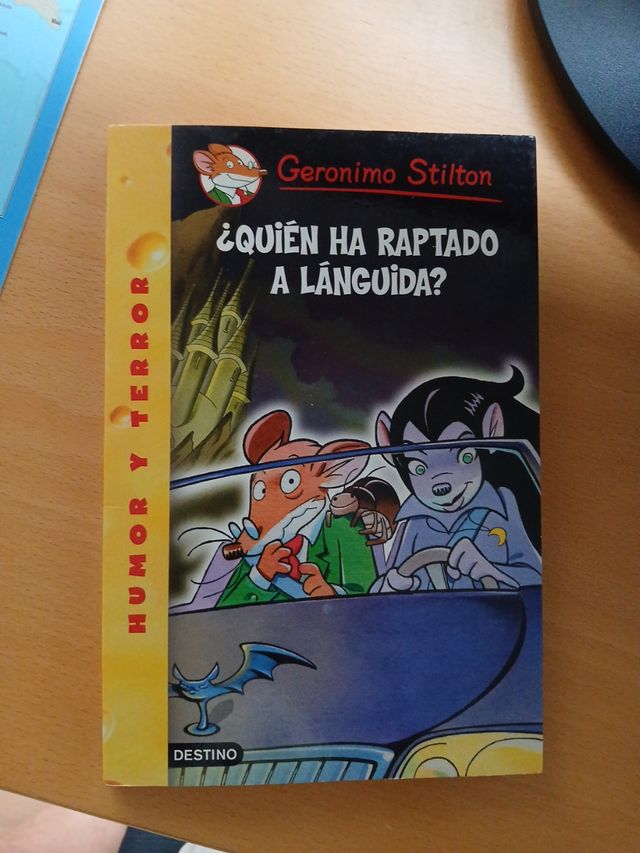 Geronimo Stilton
¿QUIÉN HA RAPTADO
A LÁNGUIDA?
HUMOR Y TERROR
DESTINO